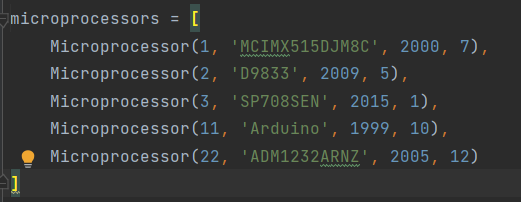 microprocessors = [
    Microprocessor(1, 'MCIMX515DJM8C', 2000, 7),
    Microprocessor(2, 'D9833', 2009, 5),
    Microprocessor(3, 'SP708SEN', 2015, 1),
    Microprocessor(11, 'Arduino', 1999, 10),
    Microprocessor(22, 'ADM1232ARNZ', 2005, 12)
]